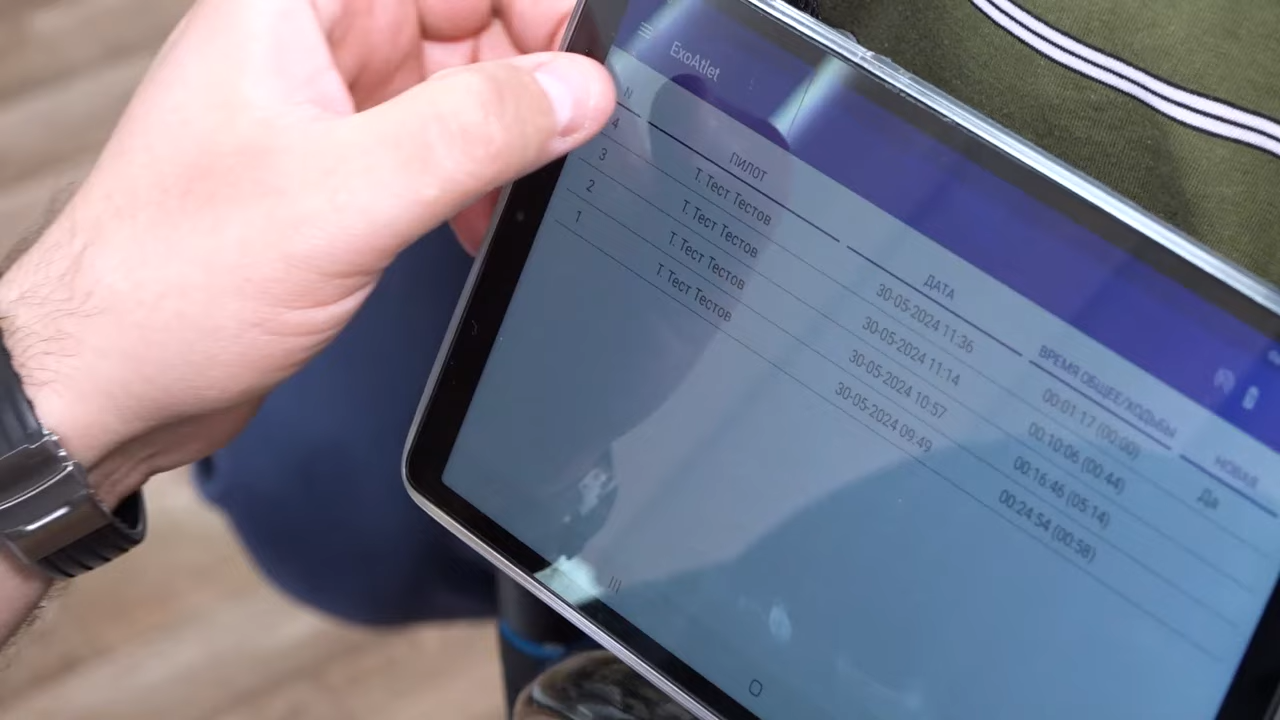 ExoAtlet
N ПИЛОТ ДАТА ВРЕМЯ ОБЩЕЕ/ХОДЬБЫ НОВАЯ
4 Т. Тест Тестов 30-05-2024 11:36 00:01:17 (00:00) Да
3 Т. Тест Тестов 30-05-2024 11:14 00:10:06 (00:44)
2 Т. Тест Тестов 30-05-2024 10:57 00:16:46 (05:14)
1 Т. Тест Тестов 30-05-2024 09:49 00:24:54 (00:58)